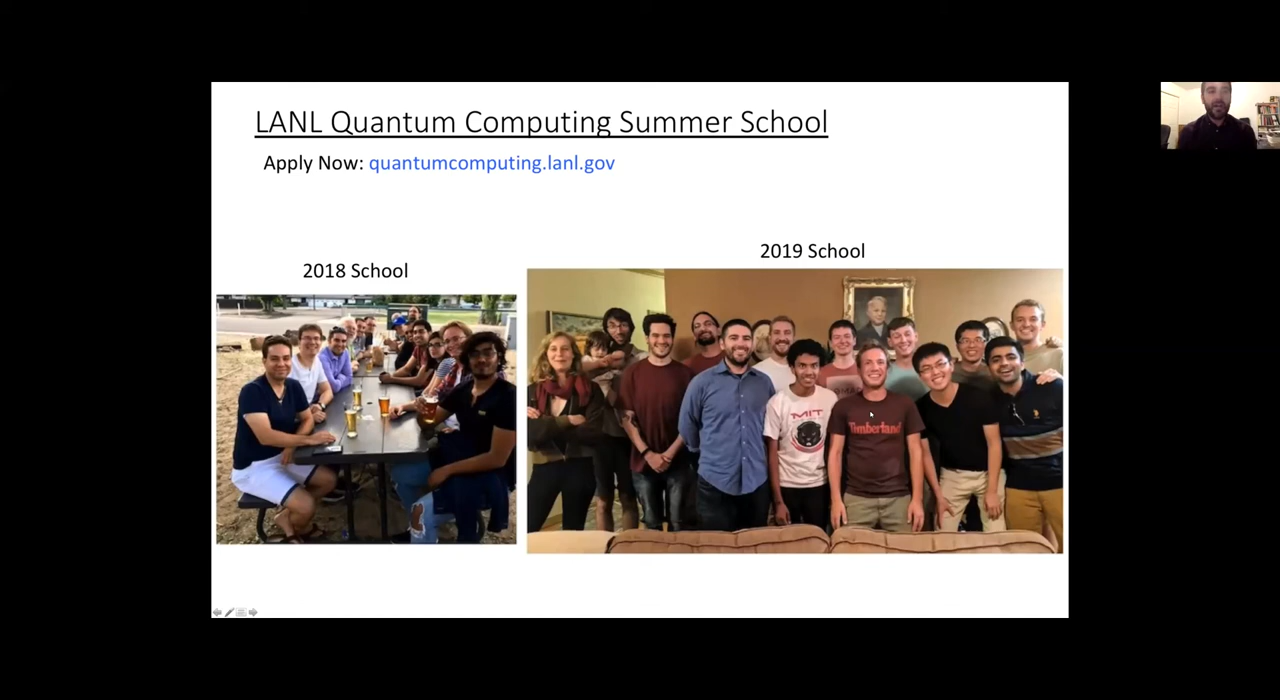 LANL Quantum Computing Summer School
Apply Now: quantumcomputing.lanl.gov
2019 School
2018 School
MIT
Timberland